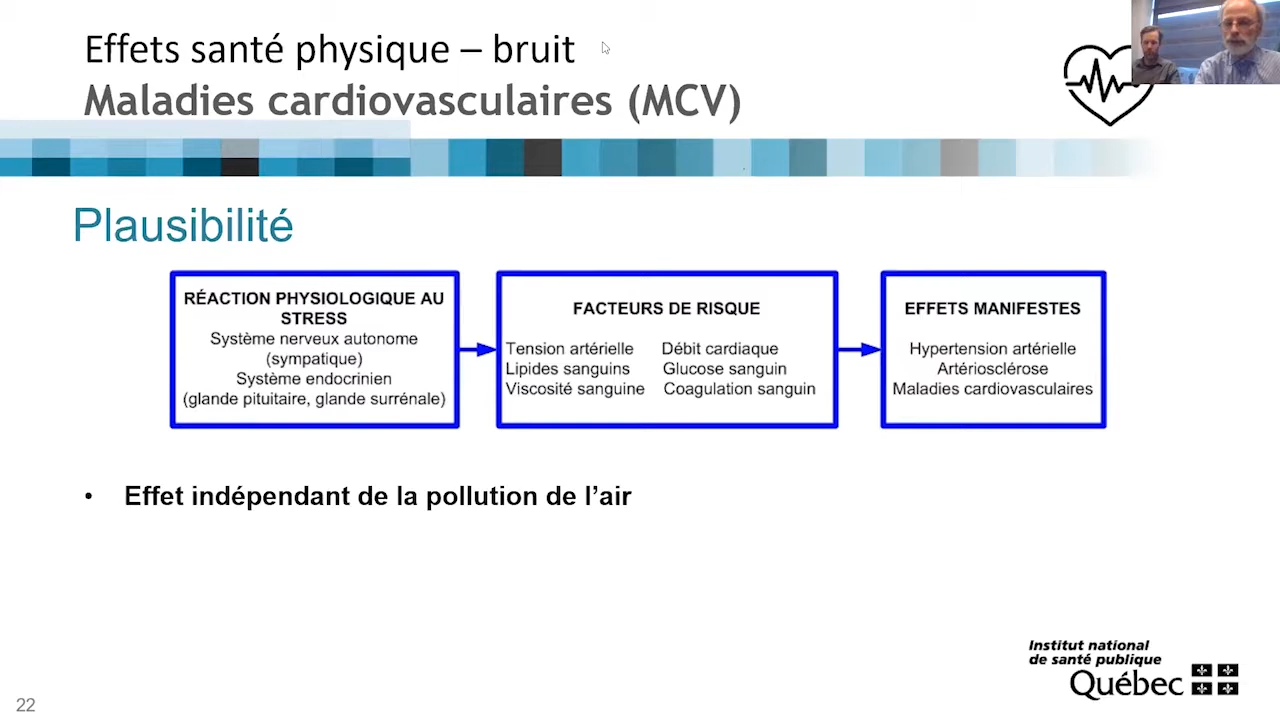 Effets santé physique – bruit
Maladies cardiovasculaires (MCV)
Plausibilité
RÉACTION PHYSIOLOGIQUE AU
STRESS
Système nerveux autonome
(sympatique)
Système endocrinien
(glande pituitaire, glande surrénale)
FACTEURS DE RISQUE
Tension artérielle Débit cardiaque
Lipides sanguins Glucose sanguin
Viscosité sanguine Coagulation sanguin
EFFETS MANIFESTES
Hypertension artérielle
Artériosclérose
Maladies cardiovasculaires
• Effet indépendant de la pollution de l’air
Institut national
de santé publique
Québec
22